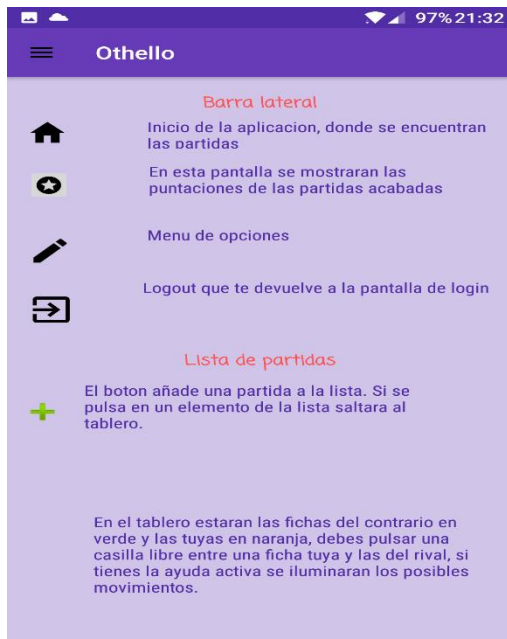 97% 21:32
Othello
Barra lateral
Inicio de la aplicacion, donde se encuentran
las partidas
En esta pantalla se mostraran las
puntaciones de las partidas acabadas
Menu de opciones
Logout que te devuelve a la pantalla de login
Lista de partidas
El boton añade una partida a la lista. Si se
pulsa en un elemento de la lista saltara al
tablero.
En el tablero estaran las fichas del contrario en
verde y las tuyas en naranja, debes pulsar una
casilla libre entre una ficha tuya y las del rival, si
tienes la ayuda activa se iluminaran los posibles
movimientos.